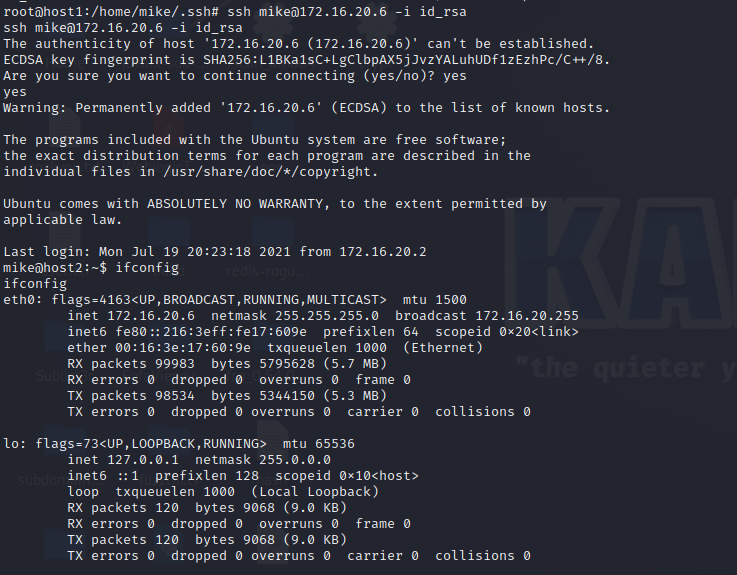 root@host1:/home/mike/.ssh# ssh mike@172.16.20.6 -i id_rsa
ssh mike@172.16.20.6 -i id_rsa
The authenticity of host '172.16.20.6 (172.16.20.6)' can't be established.
ECDSA key fingerprint is SHA256:L1BKa1sC+LgClbpAX5jJvzYALuhUDf1zEzhPc/C++/8.
Are you sure you want to continue connecting (yes/no)? yes
yes
Warning: Permanently added '172.16.20.6' (ECDSA) to the list of known hosts.
The programs included with the Ubuntu system are free software;
the exact distribution terms for each program are described in the
individual files in /usr/share/doc/*/copyright.
Ubuntu comes with ABSOLUTELY NO WARRANTY, to the extent permitted by
applicable law.
Last login: Mon Jul 19 20:23:18 2021 from 172.16.20.2
mike@host2:~$ ifconfig
ifconfig
eth0: flags=4163<UP,BROADCAST,RUNNING,MULTICAST>  mtu 1500
        inet 172.16.20.6  netmask 255.255.255.0  broadcast 172.16.20.255
        inet6 fe80::216:3eff:fe17:609e  prefixlen 64  scopeid 0×20<link>
        ether 00:16:3e:17:60:9e  txqueuelen 1000  (Ethernet)
        RX packets 99983  bytes 5795628 (5.7 MB)
        RX errors 0  dropped 0  overruns 0  frame 0
        TX packets 98534  bytes 5344150 (5.3 MB)
        TX errors 0  dropped 0 overruns 0  carrier 0  collisions 0
lo: flags=73<UP,LOOPBACK,RUNNING>  mtu 65536
        inet 127.0.0.1  netmask 255.0.0.0
        inet6 ::1  prefixlen 128  scopeid 0×10<host>
        loop  txqueuelen 1000  (Local Loopback)
        RX packets 120  bytes 9068 (9.0 KB)
        RX errors 0  dropped 0  overruns 0  frame 0
        TX packets 120  bytes 9068 (9.0 KB)
        TX errors 0  dropped 0 overruns 0  carrier 0  collisions 0
KA
"the quieter y
redis-rogu...